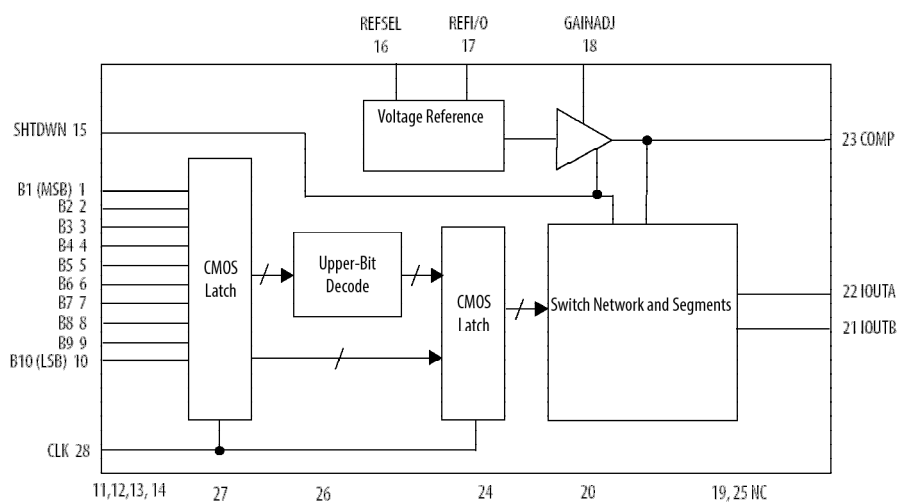 REFSEL
16
REFI/O
17
GAINADJ
18
Voltage Reference
SHTDWN 15
23 COMP
B1 (MSB) 1
B2 2
B3 3
B4 4
B5 5
B6 6
B7 7
B8 8
B9 9
B10 (LSB) 10
CMOS
Latch
Upper-Bit
Decode
CMOS
Latch
Switch Network and Segments
22 IOUTA
21 IOUTB
CLK 28
11,12,13, 14
27
26
24
20
19, 25 NC